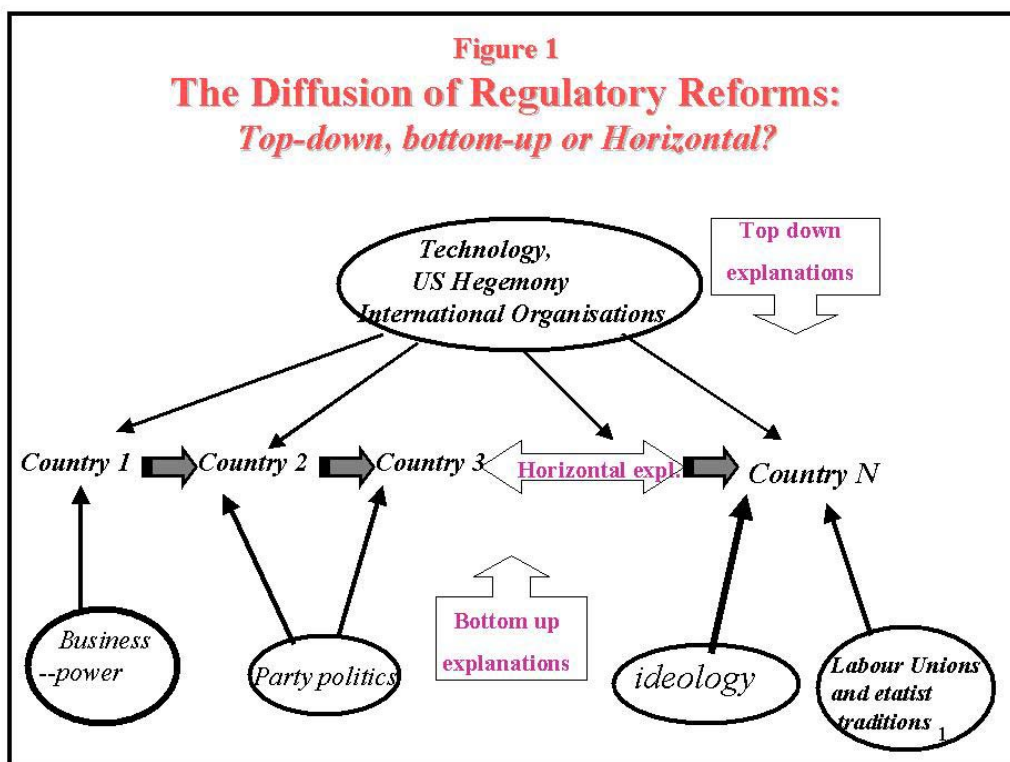 Figure 1
The Diffusion of Regulatory Reforms:
Top-down, bottom-up or Horizontal?
Technology,
US Hegemony
International Organisations
Top down
explanations
Country 1
Country 2
Country 3
Horizontal expl.
Country N
Business
--power
Party politics
Bottom up
explanations
ideology
Labour Unions
and etatist
traditions
1